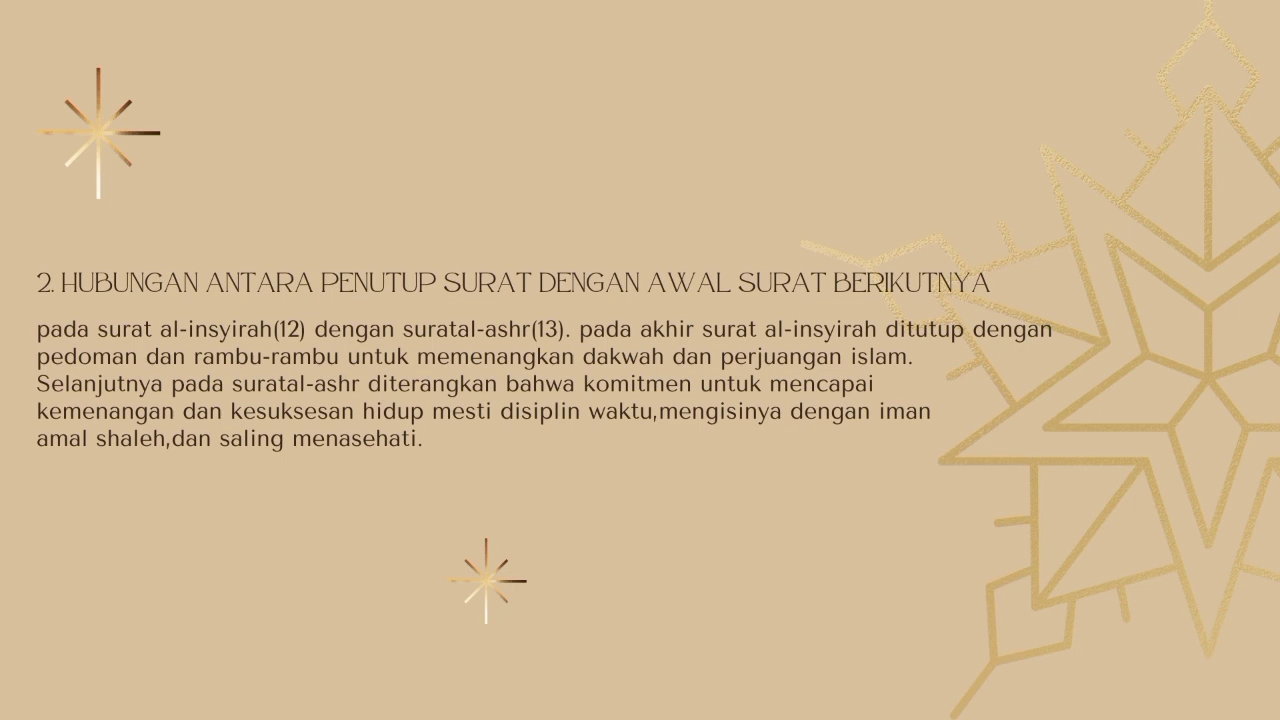 2. HUBUNGAN ANTARA PENUTUP SURAT DENGAN AWAL SURAT BERIKUTNYA
pada surat al-insyirah(12) dengan suratal-ashr(13). pada akhir surat al-insyirah ditutup dengan
pedoman dan rambu-rambu untuk memenangkan dakwah dan perjuangan islam.
Selanjutnya pada suratal-ashr diterangkan bahwa komitmen untuk mencapai
kemenangan dan kesuksesan hidup mesti disiplin waktu,mengisinya dengan iman
amal shaleh,dan saling menasehati.